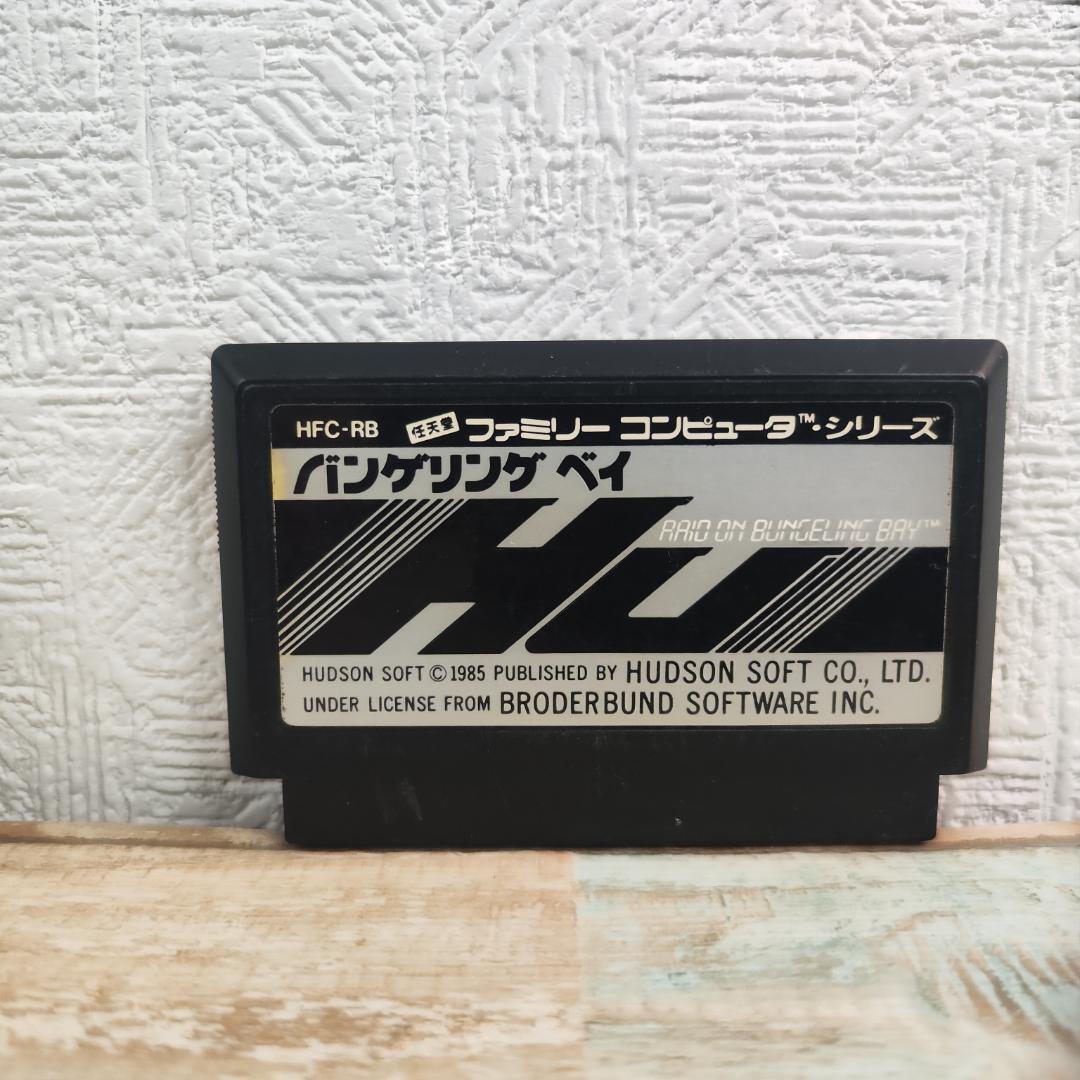 HFC-RB 任天堂 ファミリー コンピュータ™・シリーズ
バンゲリング ベイ
RAID ON BUNGELING BAY™
HU
HUDSON SOFT © 1985 PUBLISHED BY HUDSON SOFT CO., LTD.
UNDER LICENSE FROM BRODERBUND SOFTWARE INC.